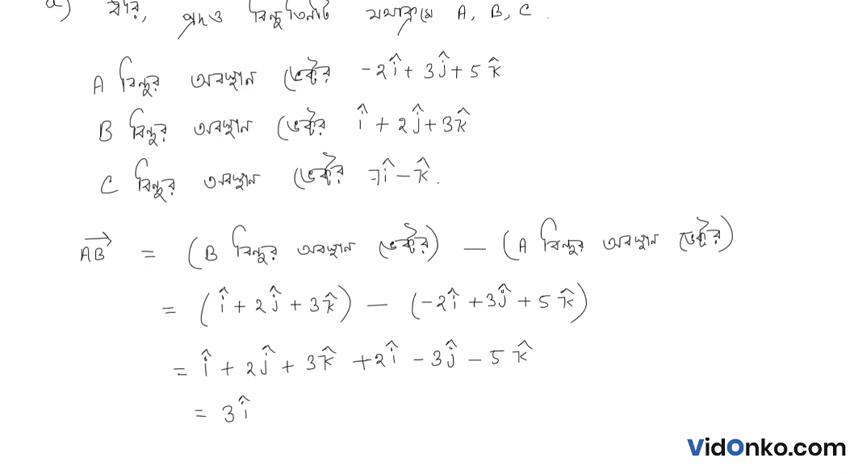 a) ধরি, প্রদত্ত বিন্দু তিনটি যথাক্রমে A, B, C.
A বিন্দুর অবস্থান ভেক্টর -2î + 3ĵ + 5k̂
B বিন্দুর অবস্থান ভেক্টর î + 2ĵ + 3k̂
C বিন্দুর অবস্থান ভেক্টর 7î - k̂.
AB⃗ = (B বিন্দুর অবস্থান ভেক্টর) - (A বিন্দুর অবস্থান ভেক্টর)
= (î + 2ĵ + 3k̂) - (-2î + 3ĵ + 5k̂)
= î + 2ĵ + 3k̂ + 2î - 3ĵ - 5k̂
= 3î
VidOnko.com